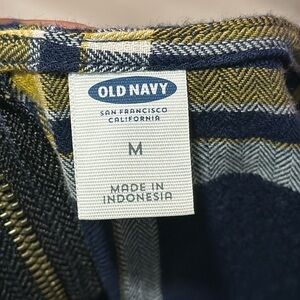 OLD NAVY
SAN FRANCISCO
CALIFORNIA
M
MADE IN
INDONESIA